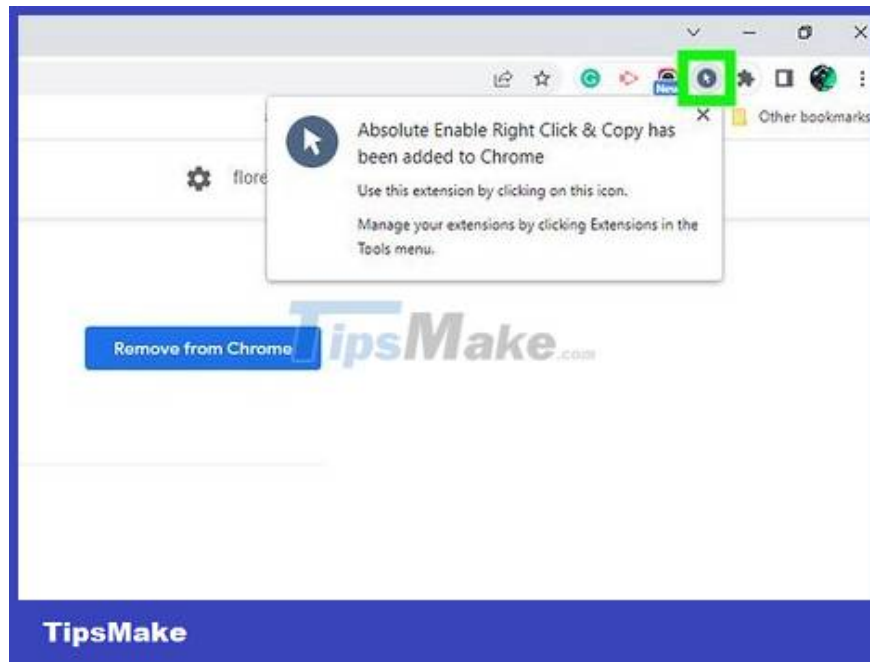 New
Other bookmarks
Absolute Enable Right Click & Copy has
been added to Chrome
Use this extension by clicking on this icon.
Manage your extensions by clicking Extensions in the
Tools menu.
flore
Remove from Chrome
TipsMake.com
TipsMake